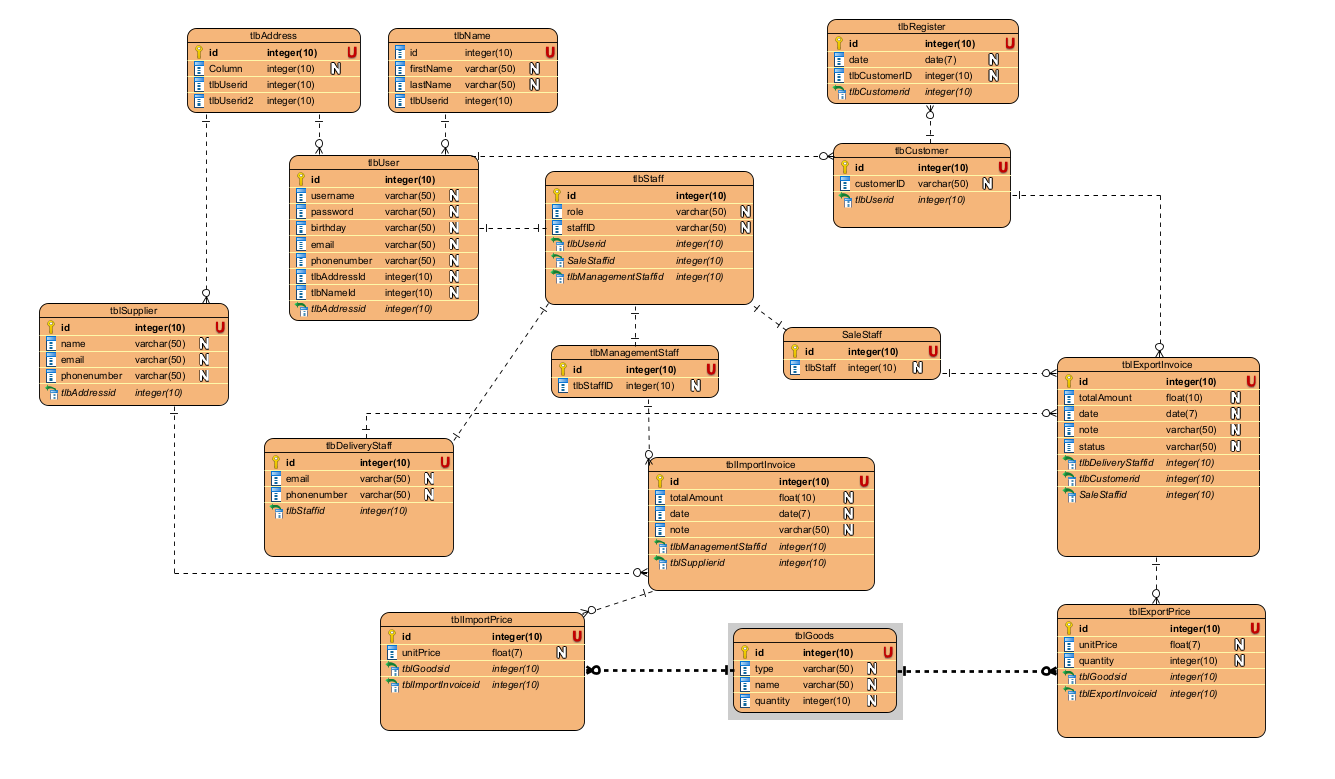 tlbAddress
id integer(10) U
Column integer(10) N
tlbUserid integer(10)
tlbUserid2 integer(10)
tlbName
id integer(10) U
firstName varchar(50) N
lastName varchar(50) N
tlbUserid integer(10)
tlbRegister
id integer(10) U
date date(7) N
tlbCustomerID integer(10) N
tlbCustomerid integer(10)
tlbUser
id integer(10)
username varchar(50) N
password varchar(50) N
birthday varchar(50) N
email varchar(50) N
phonenumber varchar(50) N
tlbAddressId integer(10) N
tlbNameId integer(10) N
tlbAddressid integer(10)
tlbStaff
id integer(10)
role varchar(50) N
staffID varchar(50) N
tlbUserid integer(10)
SaleStaffid integer(10)
tlbManagementStaffid integer(10)
tlbCustomer
id integer(10) U
customerID varchar(50) N
tlbUserid integer(10)
tblSupplier
id integer(10) U
name varchar(50) N
email varchar(50) N
phonenumber varchar(50) N
tlbAddressid integer(10)
tlbManagementStaff
id integer(10) U
tlbStaffID integer(10) N
SaleStaff
id integer(10) U
tlbStaff integer(10) N
tblExportInvoice
id integer(10) U
totalAmount float(10) N
date date(7) N
note varchar(50) N
status varchar(50) N
tlbDeliveryStaffid integer(10)
tlbCustomerid integer(10)
SaleStaffid integer(10)
tlbDeliveryStaff
id integer(10) U
email varchar(50) N
phonenumber varchar(50) N
tlbStaffid integer(10)
tblImportInvoice
id integer(10) U
totalAmount float(10) N
date date(7) N
note varchar(50) N
tlbManagementStaffid integer(10)
tblSupplierid integer(10)
tblImportPrice
id integer(10) U
unitPrice float(7) N
tblGoodsid integer(10)
tblImportInvoiceid integer(10)
tblGoods
id integer(10) U
type varchar(50) N
name varchar(50) N
quantity integer(10) N
tblExportPrice
id integer(10) U
unitPrice float(7) N
quantity integer(10) N
tblGoodsid integer(10)
tblExportInvoiceid integer(10)